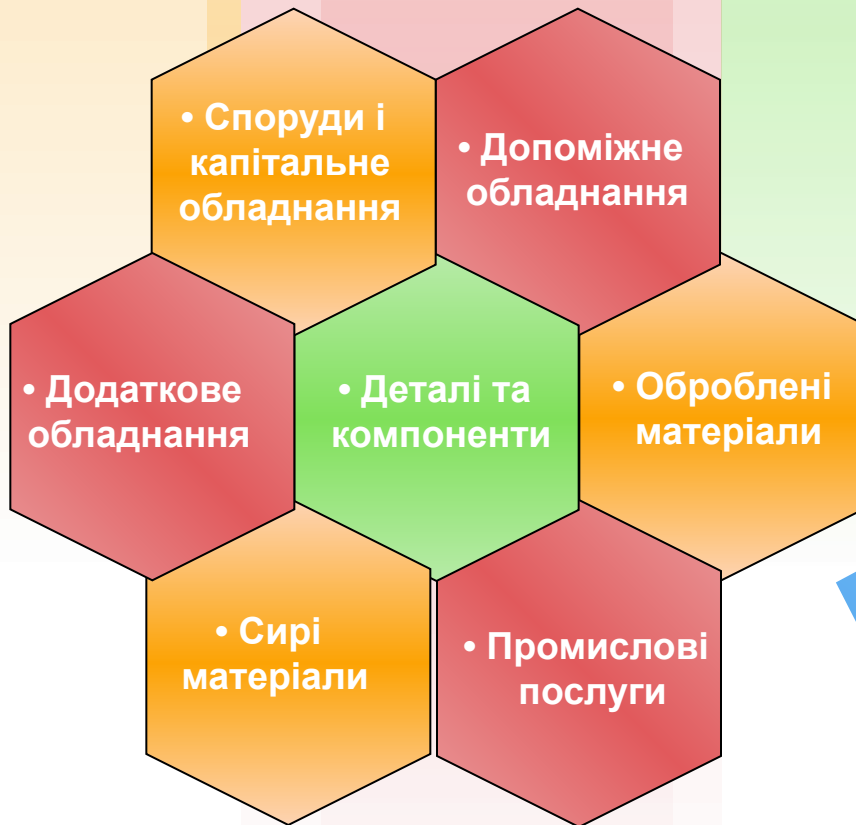 • Споруди і
капітальне
обладнання
• Допоміжне
обладнання
• Додаткове
обладнання
• Деталі та
компоненти
• Оброблені
матеріали
• Сирі
матеріали
• Промислові
послуги